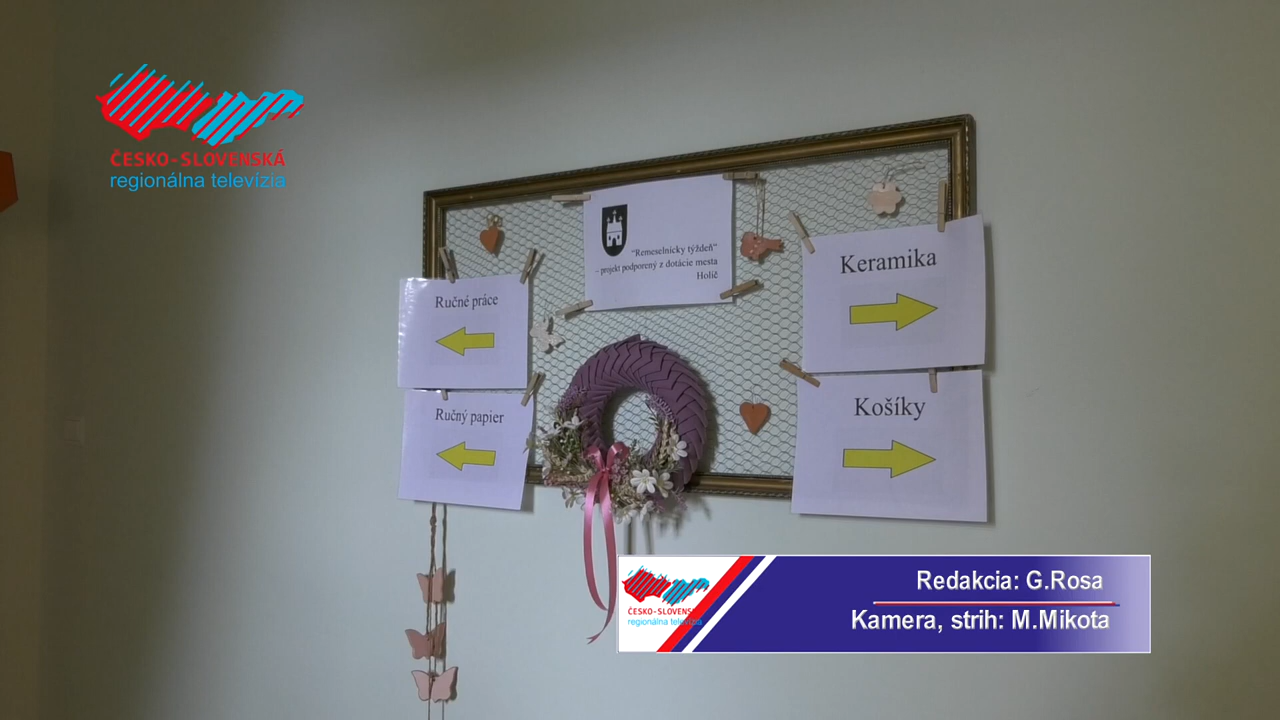 ČESKO-SLOVENSKÁ
regionálna televízia
"Remeselnícky týždeň"
– projekt podporený z dotácie mesta
Holíč
Ručné práce
Keramika
Ručný papier
Košíky
ČESKO-SLOVENS
regionálna televízia
Redakcia: G.Rosa
Kamera, strih: M.Mikota